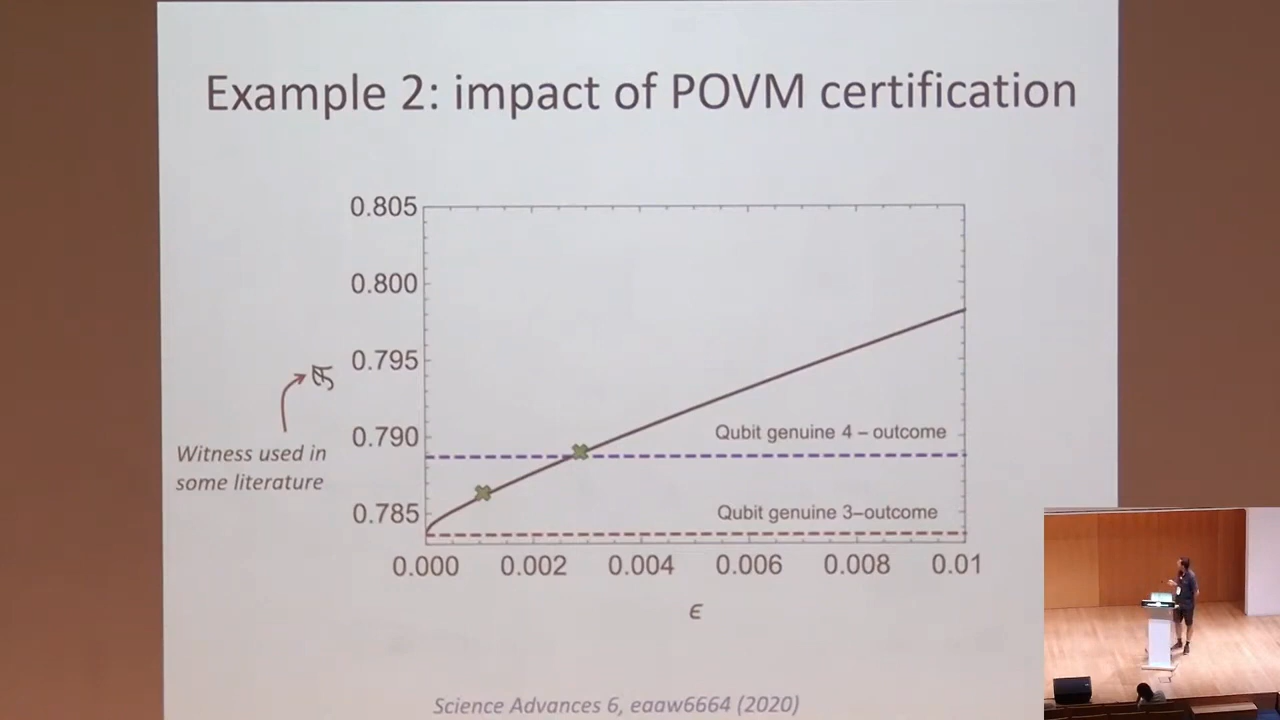 Example 2: impact of POVM certification
0.805
0.800
0.795
0.790
0.785
Witness used in
some literature
Qubit genuine 4 – outcome
Qubit genuine 3–outcome
0.000 0.002 0.004 0.006 0.008 0.01
ϵ
Science Advances 6, eaaw6664 (2020)